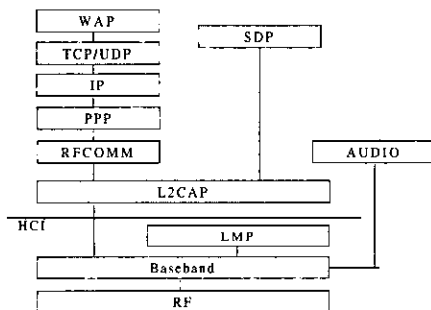 WAP
SDP
TCP/UDP
IP
PPP
RFCOMM
AUDIO
L2CAP
HCI
LMP
Baseband
RF